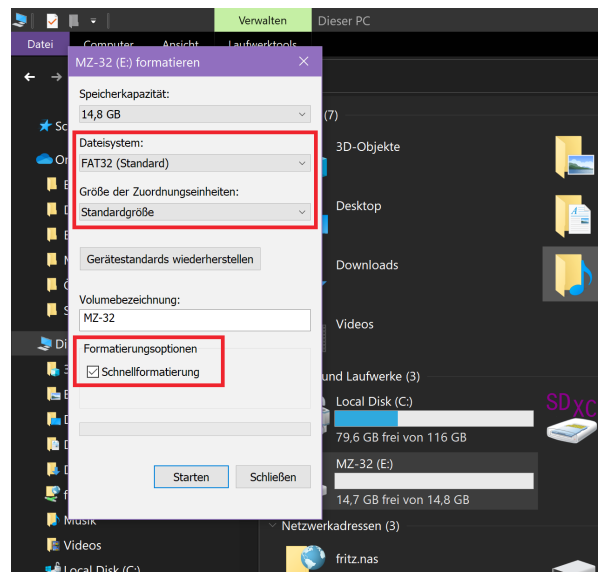 Verwalten
Dieser PC
Datei
Computer
Ansicht
Laufwerktools
MZ-32 (E:) formatieren
Speicherkapazität:
14,8 GB
Dateisystem:
FAT32 (Standard)
Größe der Zuordnungseinheiten:
Standardgröße
Gerätestandards wiederherstellen
Volumebezeichnung:
MZ-32
Formatierungsoptionen
Schnellformatierung
Starten
Schließen
(7)
3D-Objekte
Desktop
Downloads
Videos
und Laufwerke (3)
Local Disk (C:)
79,6 GB frei von 116 GB
SDXC
MZ-32 (E:)
14,7 GB frei von 14,8 GB
Netzwerkadressen (3)
fritz.nas
Musik
Videos
Local Disk (C:)